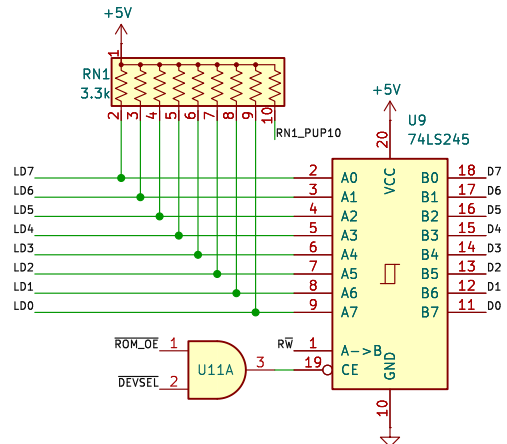 +5V
1
RN1
3.3k
2 3 4 5 6 7 8 9 10
RN1_PUP10
+5V
U9
74LS245
20
VCC
LD7 2 A0 B0 18 D7
LD6 3 A1 B1 17 D6
LD5 4 A2 B2 16 D5
LD4 5 A3 B3 15 D4
LD3 6 A4 B4 14 D3
LD2 7 A5 B5 13 D2
LD1 8 A6 B6 12 D1
LD0 9 A7 B7 11 D0
R̅O̅M̅_̅O̅E̅ 1
RW̅ 1 A->B
U11A 3
19 CE
D̅E̅V̅S̅E̅L̅ 2
GND
10